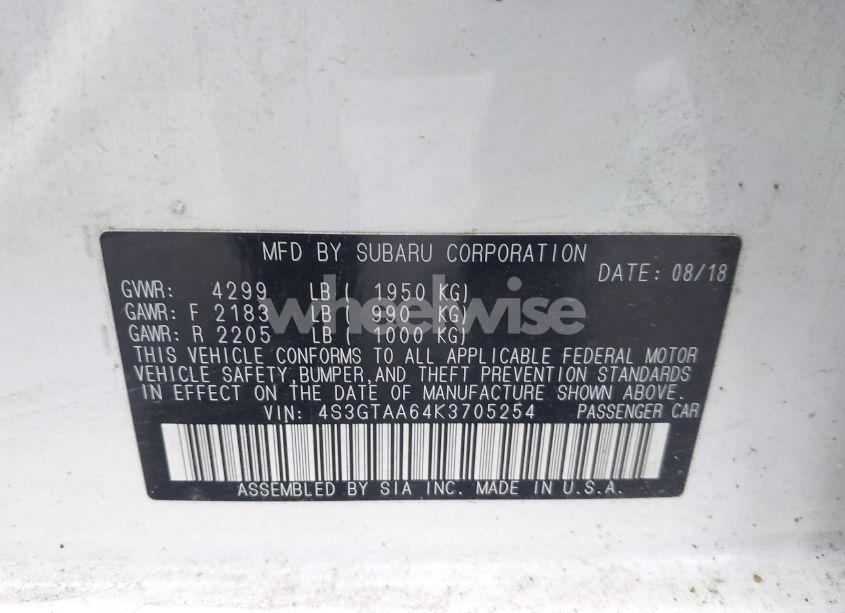 MFD BY SUBARU CORPORATION
DATE: 08/18
GVWR: 4299 LB ( 1950 KG)
GAWR: F 2183 LB ( 990 KG)
GAWR: R 2205 LB ( 1000 KG)
THIS VEHICLE CONFORMS TO ALL APPLICABLE FEDERAL MOTOR
VEHICLE SAFETY,BUMPER,AND THEFT PREVENTION STANDARDS
IN EFFECT ON THE DATE OF MANUFACTURE SHOWN ABOVE.
VIN: 4S3GTAA64K3705254 PASSENGER CAR
ASSEMBLED BY SIA INC. MADE IN U.S.A.
wheelwise